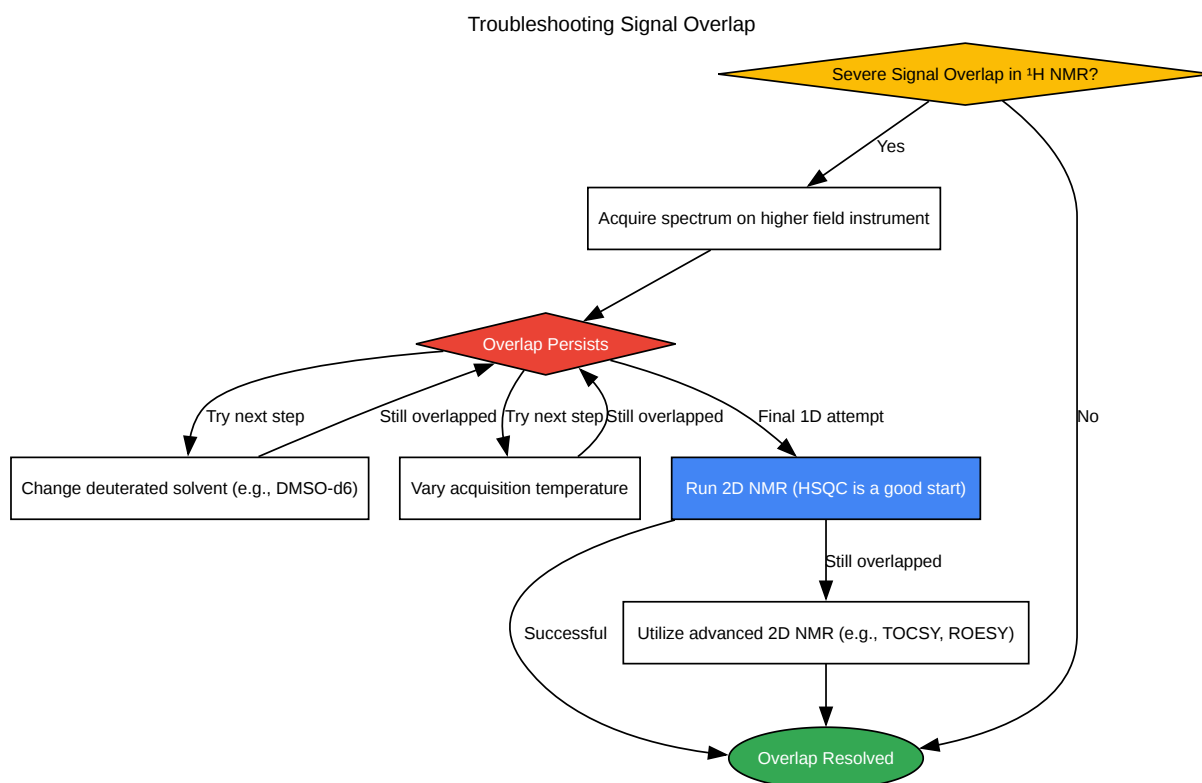 Troubleshooting Signal Overlap
Severe Signal Overlap in ¹H NMR?
Yes
Acquire spectrum on higher field instrument
Overlap Persists
Try next step
Still overlapped
Try next step
Still overlapped
Final 1D attempt
No
Change deuterated solvent (e.g., DMSO-d6)
Vary acquisition temperature
Run 2D NMR (HSQC is a good start)
Still overlapped
Successful
Utilize advanced 2D NMR (e.g., TOCSY, ROESY)
Overlap Resolved